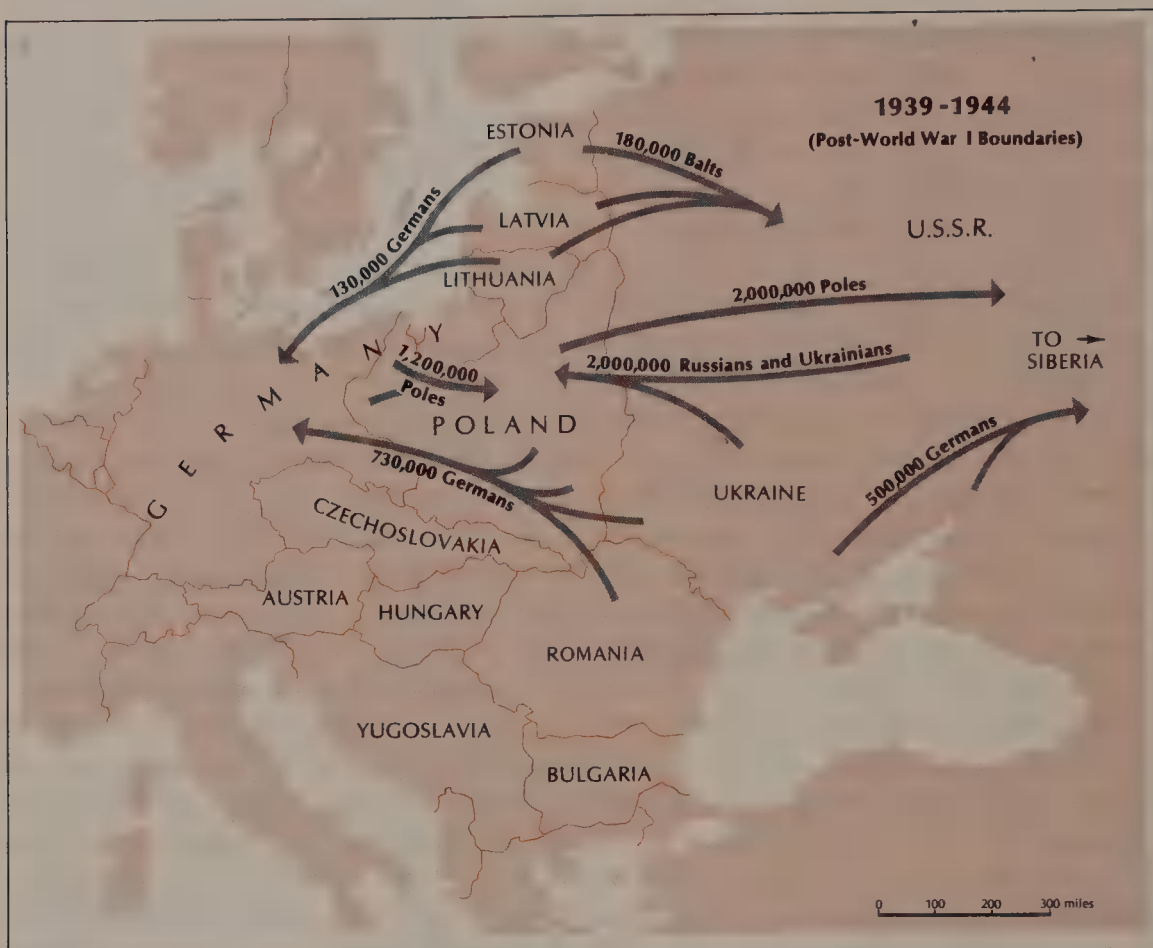 1939-1944
(Post-World War I Boundaries)
ESTONIA
180,000 Balts
130,000 Germans
LATVIA
U.S.S.R.
LITHUANIA
2,000,000 Poles
GERMANY
1,200,000
Poles
2,000,000 Russians and Ukrainians
TO
SIBERIA
POLAND
730,000 Germans
500,000 Germans
UKRAINE
CZECHOSLOVAKIA
AUSTRIA
HUNGARY
ROMANIA
YUGOSLAVIA
BULGARIA
0 100 200 300 miles